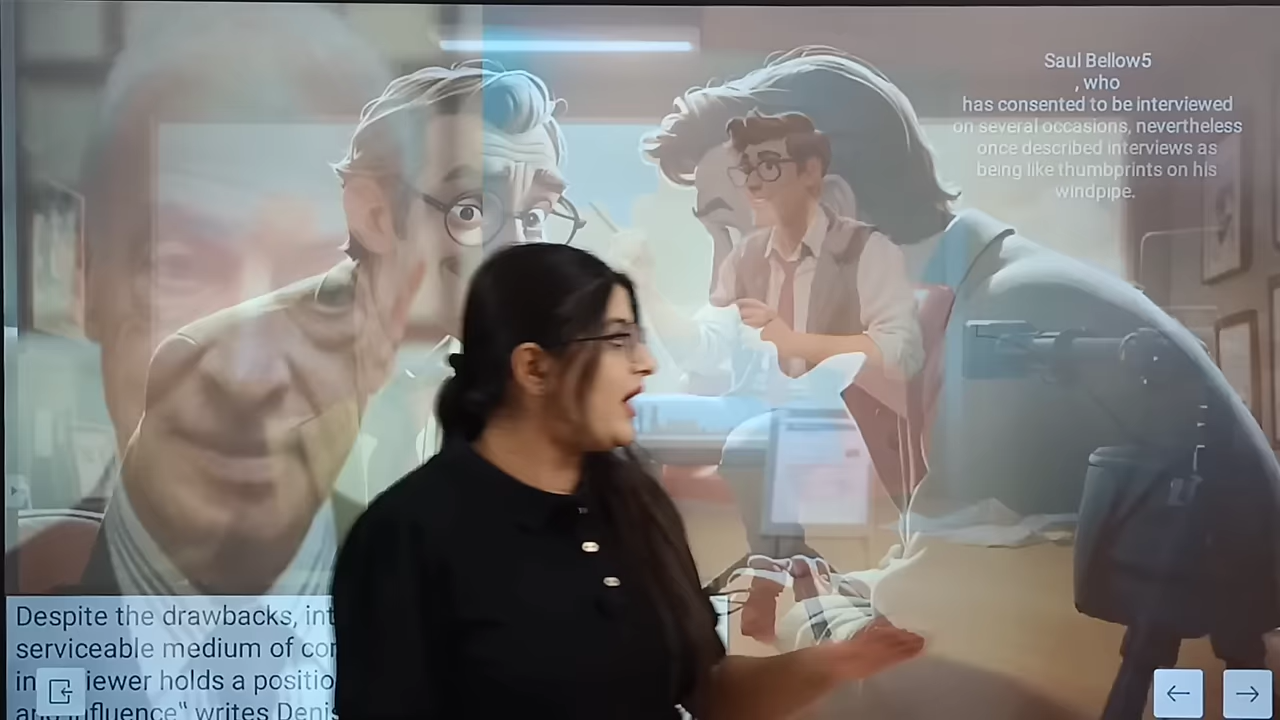 Saul Bellow5
, who
has consented to be interviewed
on several occasions, nevertheless
once described interviews as
being like thumbprints on his
windpipe.
Despite the drawbacks, int
serviceable medium of
iewer holds a positio
influence" writes Denis